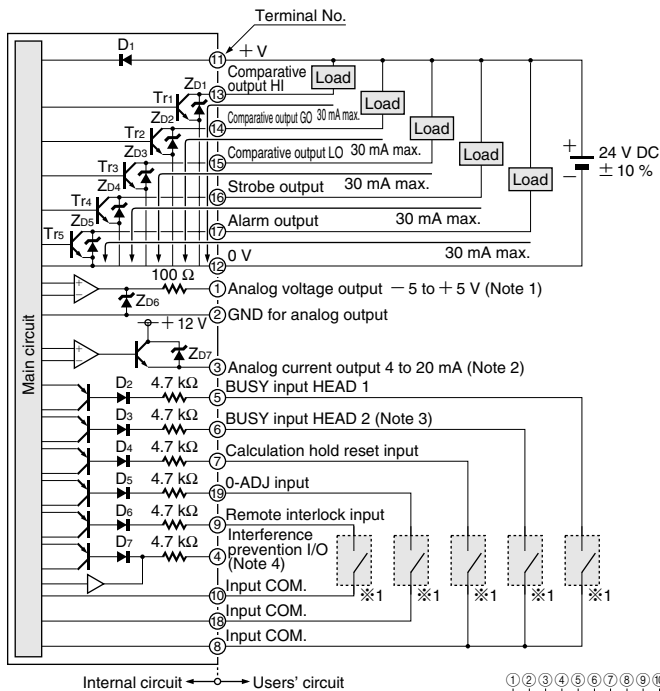 Terminal No.
D1
⑪ + V
Tr1
ZD1
⑬ Comparative output HI
Load
Load
Load
Load
Load
Tr2
ZD2
⑭ Comparative output GO 30 mA max.
Tr3
ZD3
⑮ Comparative output LO 30 mA max.
Tr4
ZD4
⑯ Strobe output 30 mA max.
Tr5
ZD5
⑰ Alarm output 30 mA max.
⑫ 0 V 30 mA max.
+
−
24 V DC
± 10 %
Main circuit
100 Ω
① Analog voltage output − 5 to + 5 V (Note 1)
ZD6
② GND for analog output
+ 12 V
ZD7
③ Analog current output 4 to 20 mA (Note 2)
D2 4.7 kΩ ⑤ BUSY input HEAD 1
D3 4.7 kΩ ⑥ BUSY input HEAD 2 (Note 3)
D4 4.7 kΩ ⑦ Calculation hold reset input
D5 4.7 kΩ ⑲ 0-ADJ input
D6 4.7 kΩ ⑨ Remote interlock input
D7 4.7 kΩ ④ Interference prevention I/O (Note 4)
⑩ Input COM.
⑱ Input COM.
⑧ Input COM.
※1 ※1 ※1 ※1 ※1
Internal circuit Users' circuit
①②③④⑤⑥⑦⑧⑨